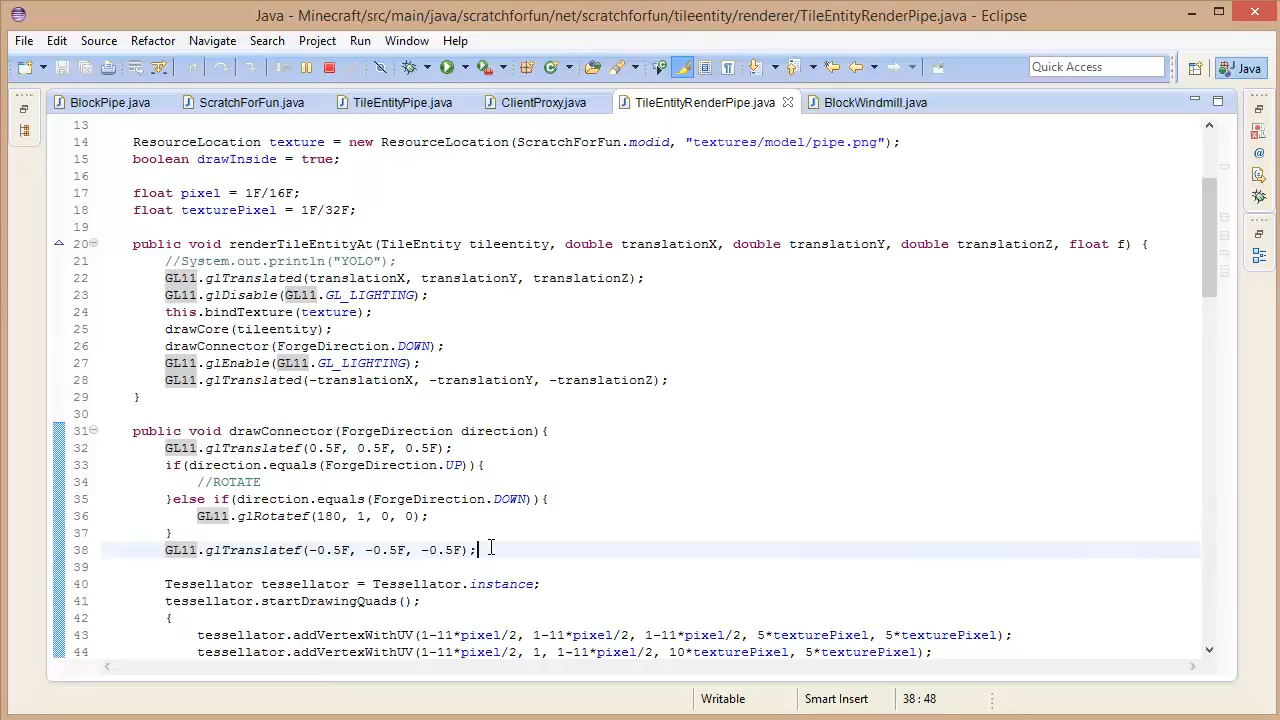 Java - Minecraft/src/main/java/scratchforfun/net/scratchforfun/tileentity/renderer/TileEntityRenderPipe.java - Eclipse
File Edit Source Refactor Navigate Search Project Run Window Help
Quick Access
Java
BlockPipe.java
ScratchForFun.java
TileEntityPipe.java
ClientProxy.java
TileEntityRenderPipe.java
BlockWindmill.java
13
14 ResourceLocation texture = new ResourceLocation(ScratchForFun.modid, "textures/model/pipe.png");
15 boolean drawInside = true;
16
17 float pixel = 1F/16F;
18 float texturePixel = 1F/32F;
19
20 public void renderTileEntityAt(TileEntity tileentity, double translationX, double translationY, double translationZ, float f) {
21 //System.out.println("YOLO");
22 GL11.glTranslated(translationX, translationY, translationZ);
23 GL11.glDisable(GL11.GL_LIGHTING);
24 this.bindTexture(texture);
25 drawCore(tileentity);
26 drawConnector(ForgeDirection.DOWN);
27 GL11.glEnable(GL11.GL_LIGHTING);
28 GL11.glTranslated(-translationX, -translationY, -translationZ);
29 }
30
31 public void drawConnector(ForgeDirection direction){
32 GL11.glTranslatef(0.5F, 0.5F, 0.5F);
33 if(direction.equals(ForgeDirection.UP)){
34 //ROTATE
35 }else if(direction.equals(ForgeDirection.DOWN)){
36 GL11.glRotatef(180, 1, 0, 0);
37 }
38 GL11.glTranslatef(-0.5F, -0.5F, -0.5F);
39
40 Tessellator tessellator = Tessellator.instance;
41 tessellator.startDrawingQuads();
42 {
43 tessellator.addVertexWithUV(1-11*pixel/2, 1-11*pixel/2, 1-11*pixel/2, 5*texturePixel, 5*texturePixel);
44 tessellator.addVertexWithUV(1-11*pixel/2, 1, 1-11*pixel/2, 10*texturePixel, 5*texturePixel);
Writable
Smart Insert
38 : 48